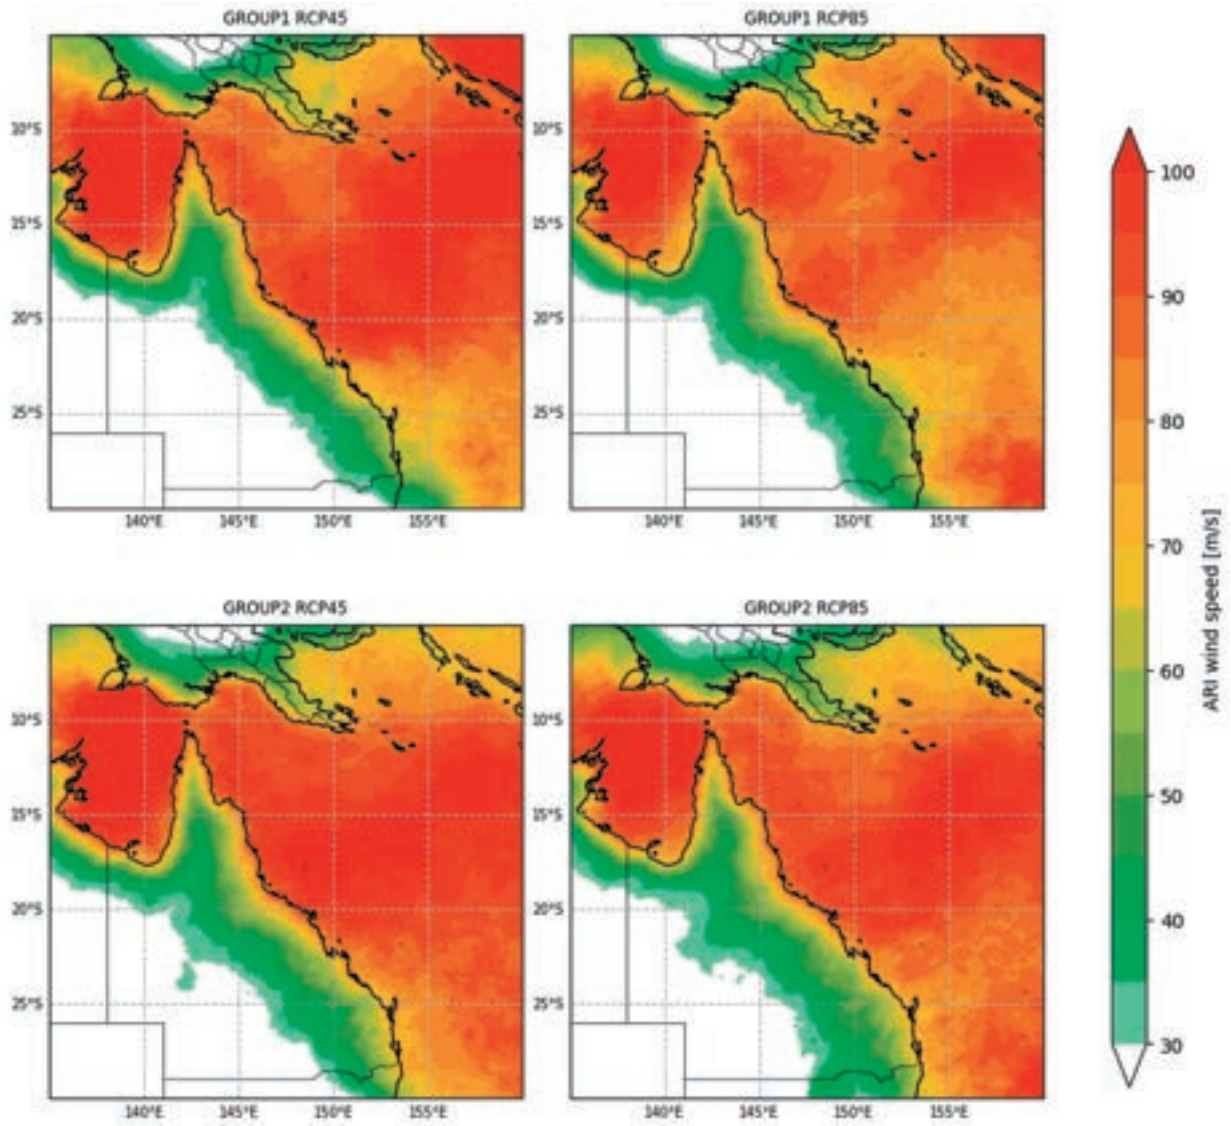 GROUP1 RCP45
GROUP1 RCP85
10°S
15°S
20°S
25°S
140°E 145°E 150°E 155°E
10°S
15°S
20°S
25°S
140°E 145°E 150°E 155°E
GROUP2 RCP45
GROUP2 RCP85
10°S
15°S
20°S
25°S
140°E 145°E 150°E 155°E
10°S
15°S
20°S
25°S
140°E 145°E 150°E 155°E
100
90
80
70
60
50
40
30
ARI wind speed [m/s]